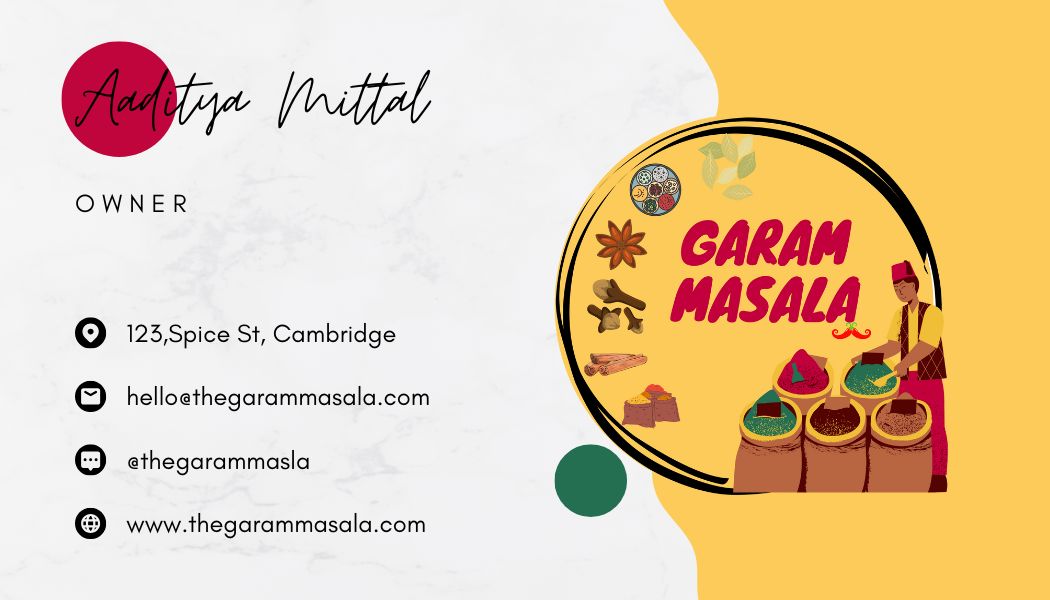 Aaditya Mittal
OWNER
123,Spice St, Cambridge
hello@thegarammasala.com
@thegarammasla
www.thegarammasala.com
GARAM
MASALA